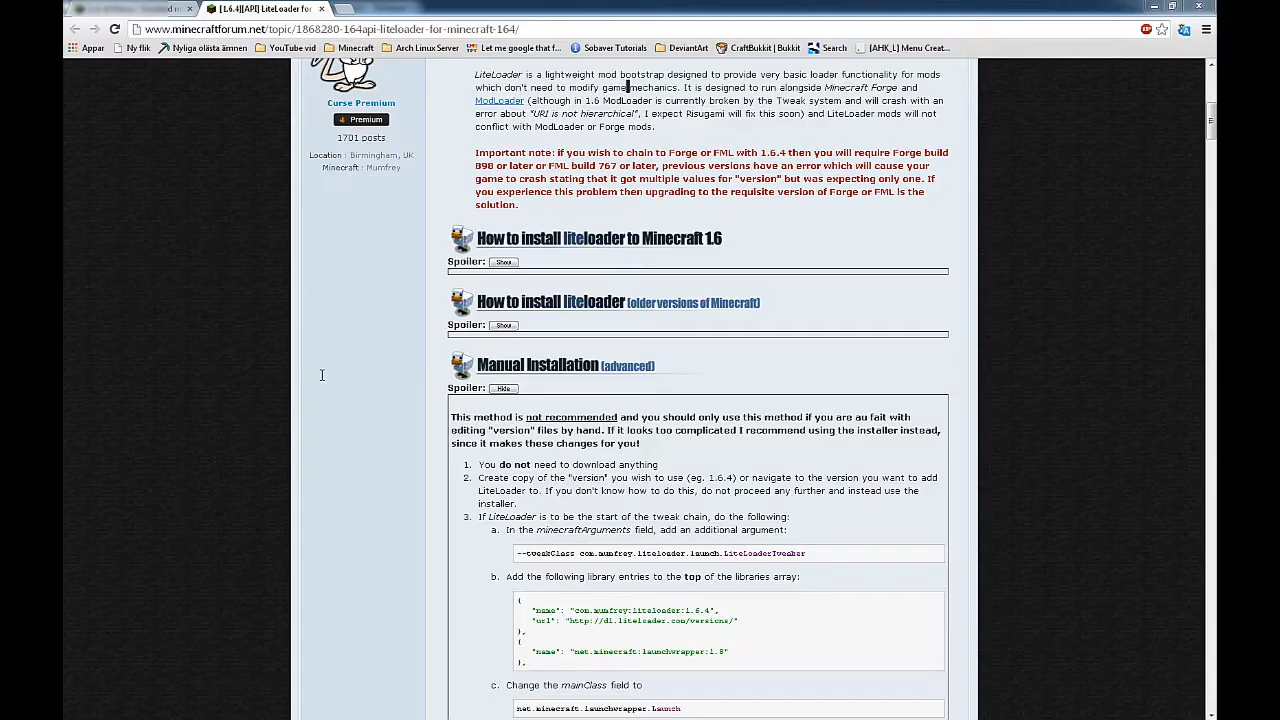 [1.6.4][API] LiteLoader for
www.minecraftforum.net/topic/1868280-164api-liteloader-for-minecraft-164/
Appar Ny flik Nyliga olästa ämnen YouTube vid Minecraft Arch Linux Server Let me google that f... Sobaver Tutorials DeviantArt CraftBukkit | Bukkit Search [AHK_L] Menu Creat...
Curse Premium
Premium
1701 posts
Location : Birmingham, UK
Minecraft : Mumfrey
LiteLoader is a lightweight mod bootstrap designed to provide very basic loader functionality for mods
which don't need to modify game mechanics. It is designed to run alongside Minecraft Forge and
ModLoader (although in 1.6 ModLoader is currently broken by the Tweak system and will crash with an
error about "URI is not hierarchical", I expect Risugami will fix this soon) and LiteLoader mods will not
conflict with ModLoader or Forge mods.
Important note: if you wish to chain to Forge or FML with 1.6.4 then you will require Forge build
898 or later or FML build 767 or later, previous versions have an error which will cause your
game to crash stating that it got multiple values for "version" but was expecting only one. If
you experience this problem then upgrading to the requisite version of Forge or FML is the
solution.
How to install liteloader to Minecraft 1.6
Spoiler: Show
How to install liteloader (older versions of Minecraft)
Spoiler: Show
Manual Installation (advanced)
Spoiler: Hide
This method is not recommended and you should only use this method if you are au fait with
editing "version" files by hand. If it looks too complicated I recommend using the installer instead,
since it makes these changes for you!
1. You do not need to download anything
2. Create copy of the "version" you wish to use (eg. 1.6.4) or navigate to the version you want to add
LiteLoader to. If you don't know how to do this, do not proceed any further and instead use the
installer.
3. If LiteLoader is to be the start of the tweak chain, do the following:
a. In the minecraftArguments field, add an additional argument:
--tweakClass com.mumfrey.liteloader.launch.LiteLoaderTweaker
b. Add the following library entries to the top of the libraries array:
{
"name": "com.mumfrey:liteloader:1.6.4",
"url": "http://dl.liteloader.com/versions/"
},
{
"name": "net.minecraft:launchwrapper:1.8"
},
c. Change the mainClass field to
net.minecraft.launchwrapper.Launch